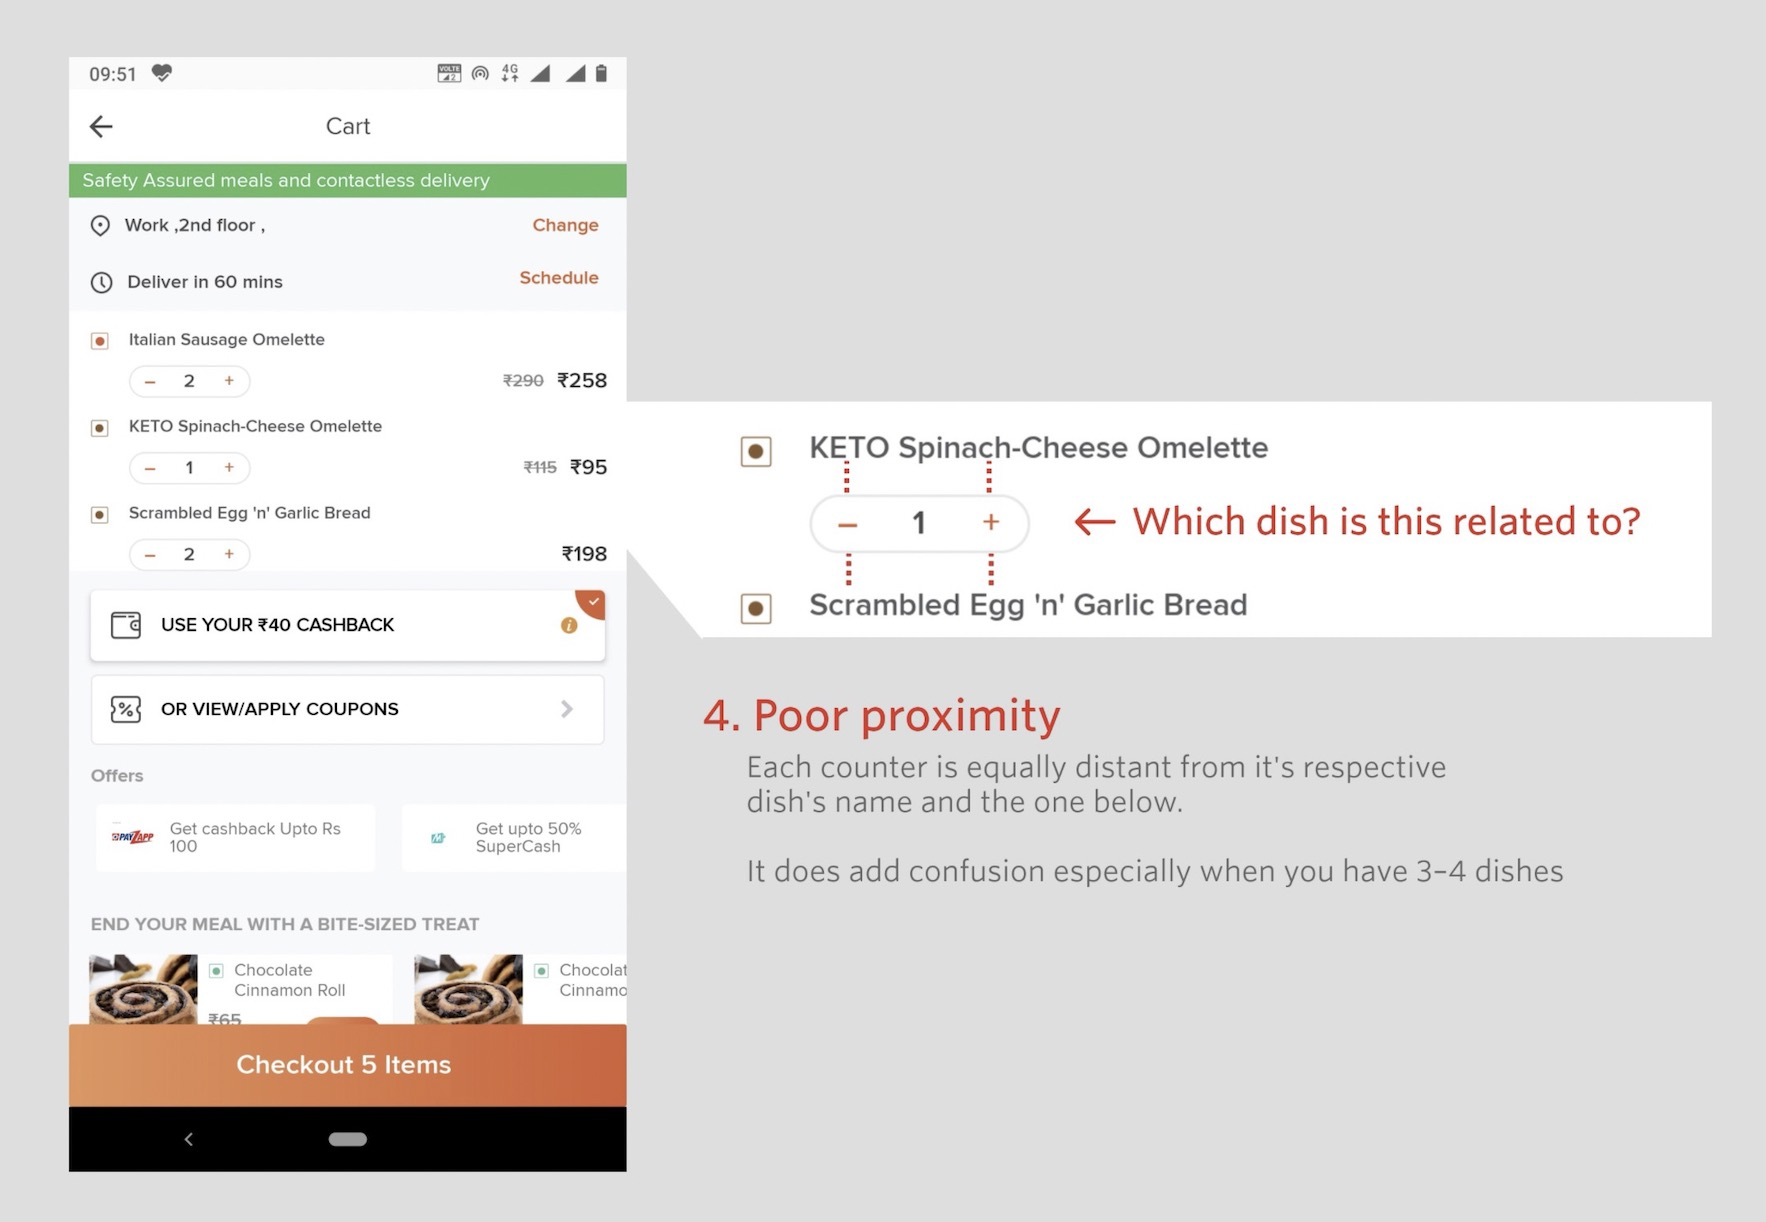 09:51
VOLTE
2
4G
Cart
Safety Assured meals and contactless delivery
Work ,2nd floor ,
Change
Deliver in 60 mins
Schedule
Italian Sausage Omelette
– 2 +
₹290 ₹258
KETO Spinach-Cheese Omelette
– 1 +
₹115 ₹95
Scrambled Egg 'n' Garlic Bread
– 2 +
₹198
USE YOUR ₹40 CASHBACK
i
OR VIEW/APPLY COUPONS
Offers
PAYZAPP
Get cashback Upto Rs
100
Get upto 50%
SuperCash
END YOUR MEAL WITH A BITE-SIZED TREAT
Chocolate
Cinnamon Roll
₹65
Chocolat
Cinnamo
Checkout 5 Items
KETO Spinach-Cheese Omelette
– 1 +
← Which dish is this related to?
Scrambled Egg 'n' Garlic Bread
4. Poor proximity
Each counter is equally distant from it's respective
dish's name and the one below.
It does add confusion especially when you have 3–4 dishes